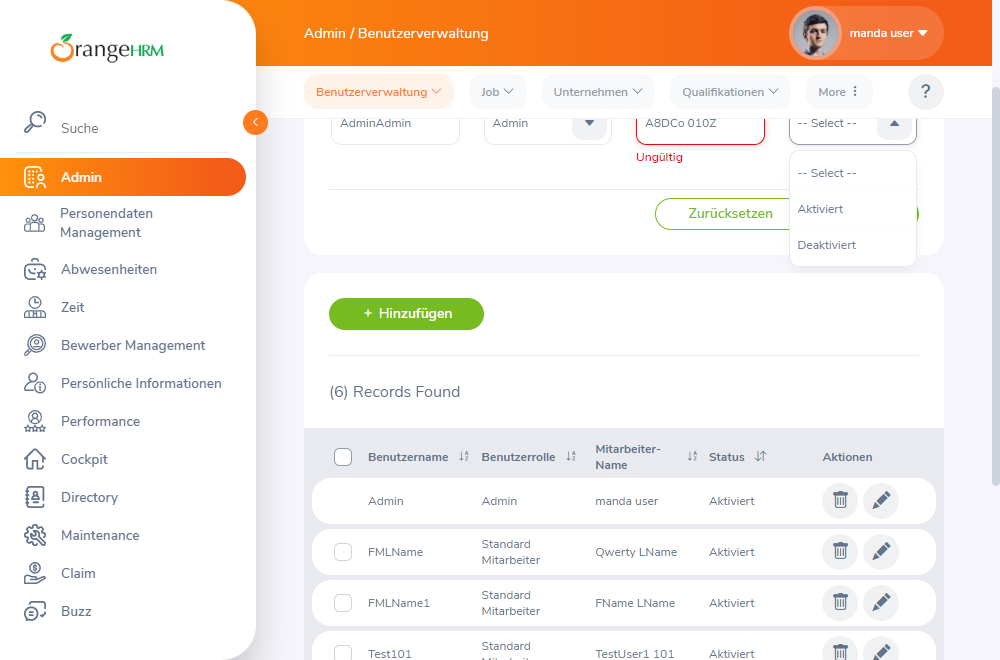 OrangeHRM
Admin / Benutzerverwaltung
manda user
Benutzerverwaltung
Job
Unternehmen
Qualifikationen
More
?
Suche
Admin
Personendaten
Management
Abwesenheiten
Zeit
Bewerber Management
Persönliche Informationen
Performance
Cockpit
Directory
Maintenance
Claim
Buzz
AdminAdmin
Admin
A8DCo 010Z
-- Select --
Ungültig
-- Select --
Aktiviert
Deaktiviert
Zurücksetzen
+ Hinzufügen
(6) Records Found
Benutzername
Benutzerrolle
Mitarbeiter-
Name
Status
Aktionen
Admin
Admin
manda user
Aktiviert
FMLName
Standard
Mitarbeiter
Qwerty LName
Aktiviert
FMLName1
Standard
Mitarbeiter
FName LName
Aktiviert
Test101
Standard
TestUser1 101
Aktiviert